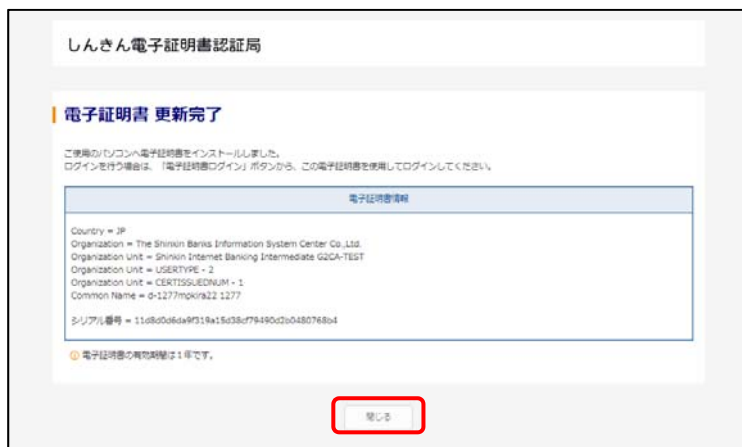 しんきん電子証明書認証局
電子証明書 更新完了
ご使用のパソコンへ電子証明書をインストールしました。
ログインを行う場合は、「電子証明書ログイン」ボタンから、この電子証明書を使用してログインしてください。
電子証明書情報
Country = JP
Organization = The Shinkin Banks Information System Center Co.,Ltd.
Organization Unit = Shinkin Internet Banking Intermediate G2CA-TEST
Organization Unit = USERTYPE - 2
Organization Unit = CERTISSUEDNUM - 1
Common Name = d-1277mpkira22 1277
シリアル番号 = 11d8d0d6da9f319a15d38cf79490d2b0480768b4
電子証明書の有効期間は1年です。
閉じる